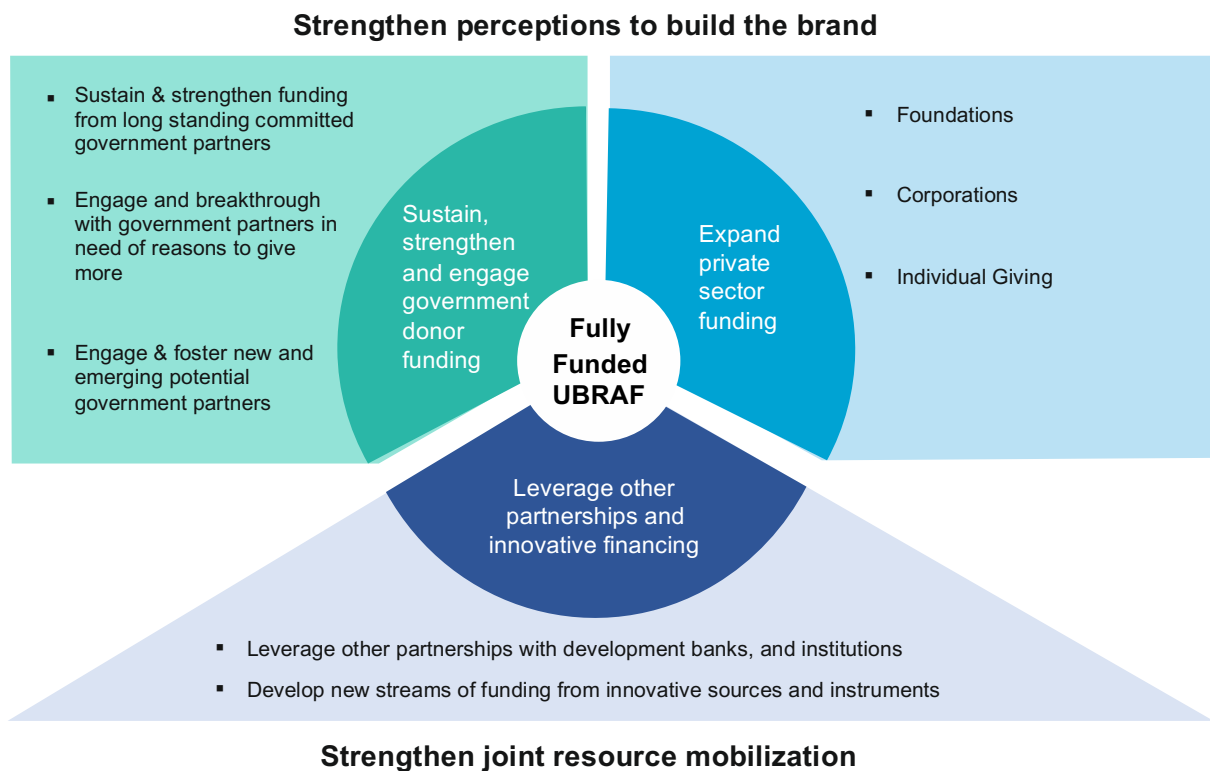 Strengthen perceptions to build the brand
▪ Sustain & strengthen funding
from long standing committed
government partners
▪ Engage and breakthrough
with government partners in
need of reasons to give
more
▪ Engage & foster new and
emerging potential
government partners
Sustain,
strengthen
and engage
government
donor
funding
Expand
private
sector
funding
▪ Foundations
▪ Corporations
▪ Individual Giving
Fully
Funded
UBRAF
Leverage other
partnerships and
innovative financing
▪ Leverage other partnerships with development banks, and institutions
▪ Develop new streams of funding from innovative sources and instruments
Strengthen joint resource mobilization